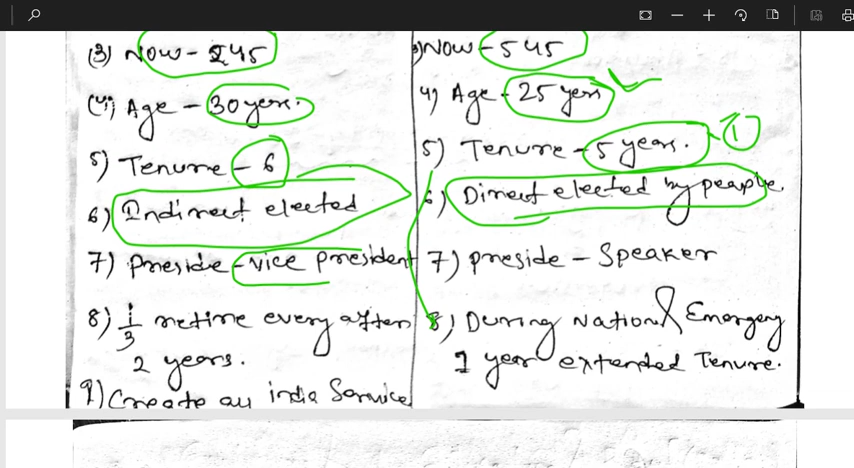 (3) Now - 245
(4) Age - 30 years.
5) Tenure - 6
6) Indirect elected
7) Preside - vice president
8) 1/3 retire every after
2 years.
9) Create all india Service
3) Now - 545
4) Age - 25 years
5) Tenure - 5 years. (1)
6) Direct elected by people.
7) preside - Speaker
8) During National Emergency
1 year extended Tenure.